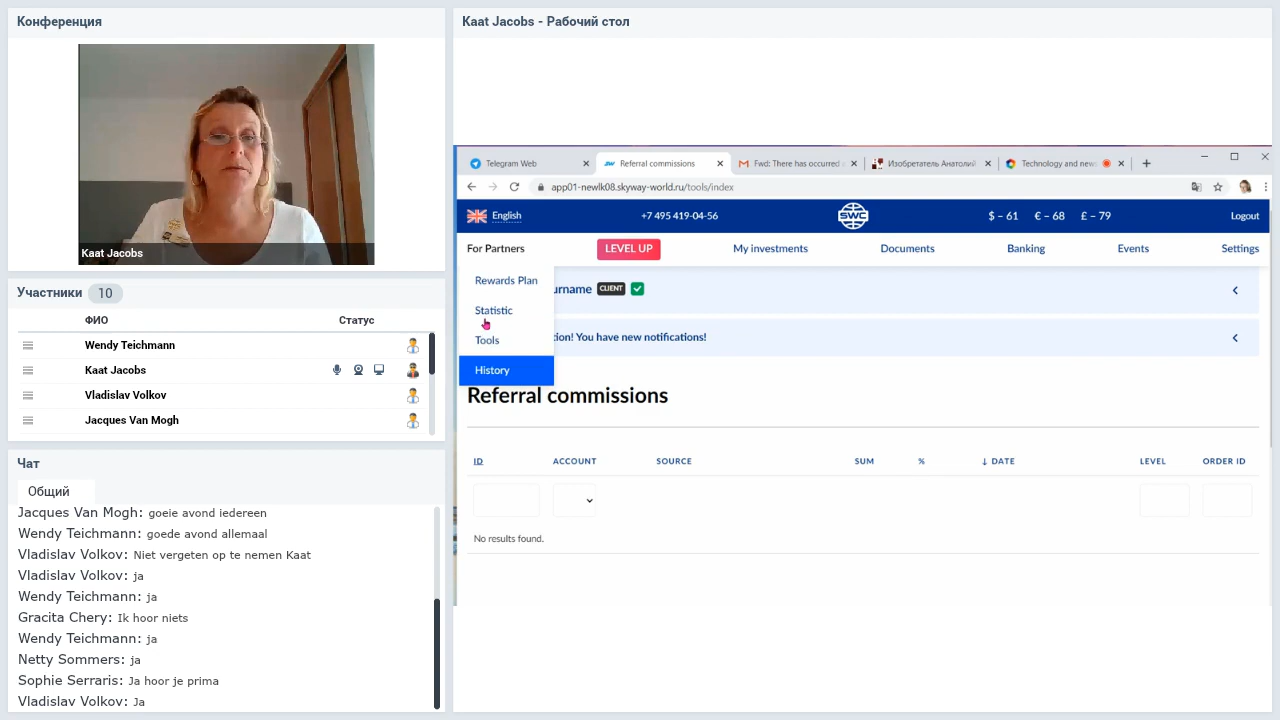 Конференция
Kaat Jacobs
Участники 10
ФИО Статус
Wendy Teichmann
Kaat Jacobs
Vladislav Volkov
Jacques Van Mogh
Чат
Общий
Jacques Van Mogh: goeie avond iedereen
Wendy Teichmann: goede avond allemaal
Vladislav Volkov: Niet vergeten op te nemen Kaat
Vladislav Volkov: ja
Wendy Teichmann: ja
Gracita Chery: Ik hoor niets
Wendy Teichmann: ja
Netty Sommers: ja
Sophie Serraris: Ja hoor je prima
Vladislav Volkov: Ja
Kaat Jacobs - Рабочий стол
Telegram Web
Referral commissions
Fwd: There has occurred
Изобретатель Анатолий
Technology and new
app01-newlk08.skyway-world.ru/tools/index
English +7 495 419-04-56 SWC $ – 61 € – 68 £ – 79 Logout
For Partners LEVEL UP My investments Documents Banking Events Settings
Rewards Plan
Statistic
Tools
History
urname CLIENT
tion! You have new notifications!
Referral commissions
ID ACCOUNT SOURCE SUM % ↓ DATE LEVEL ORDER ID
No results found.